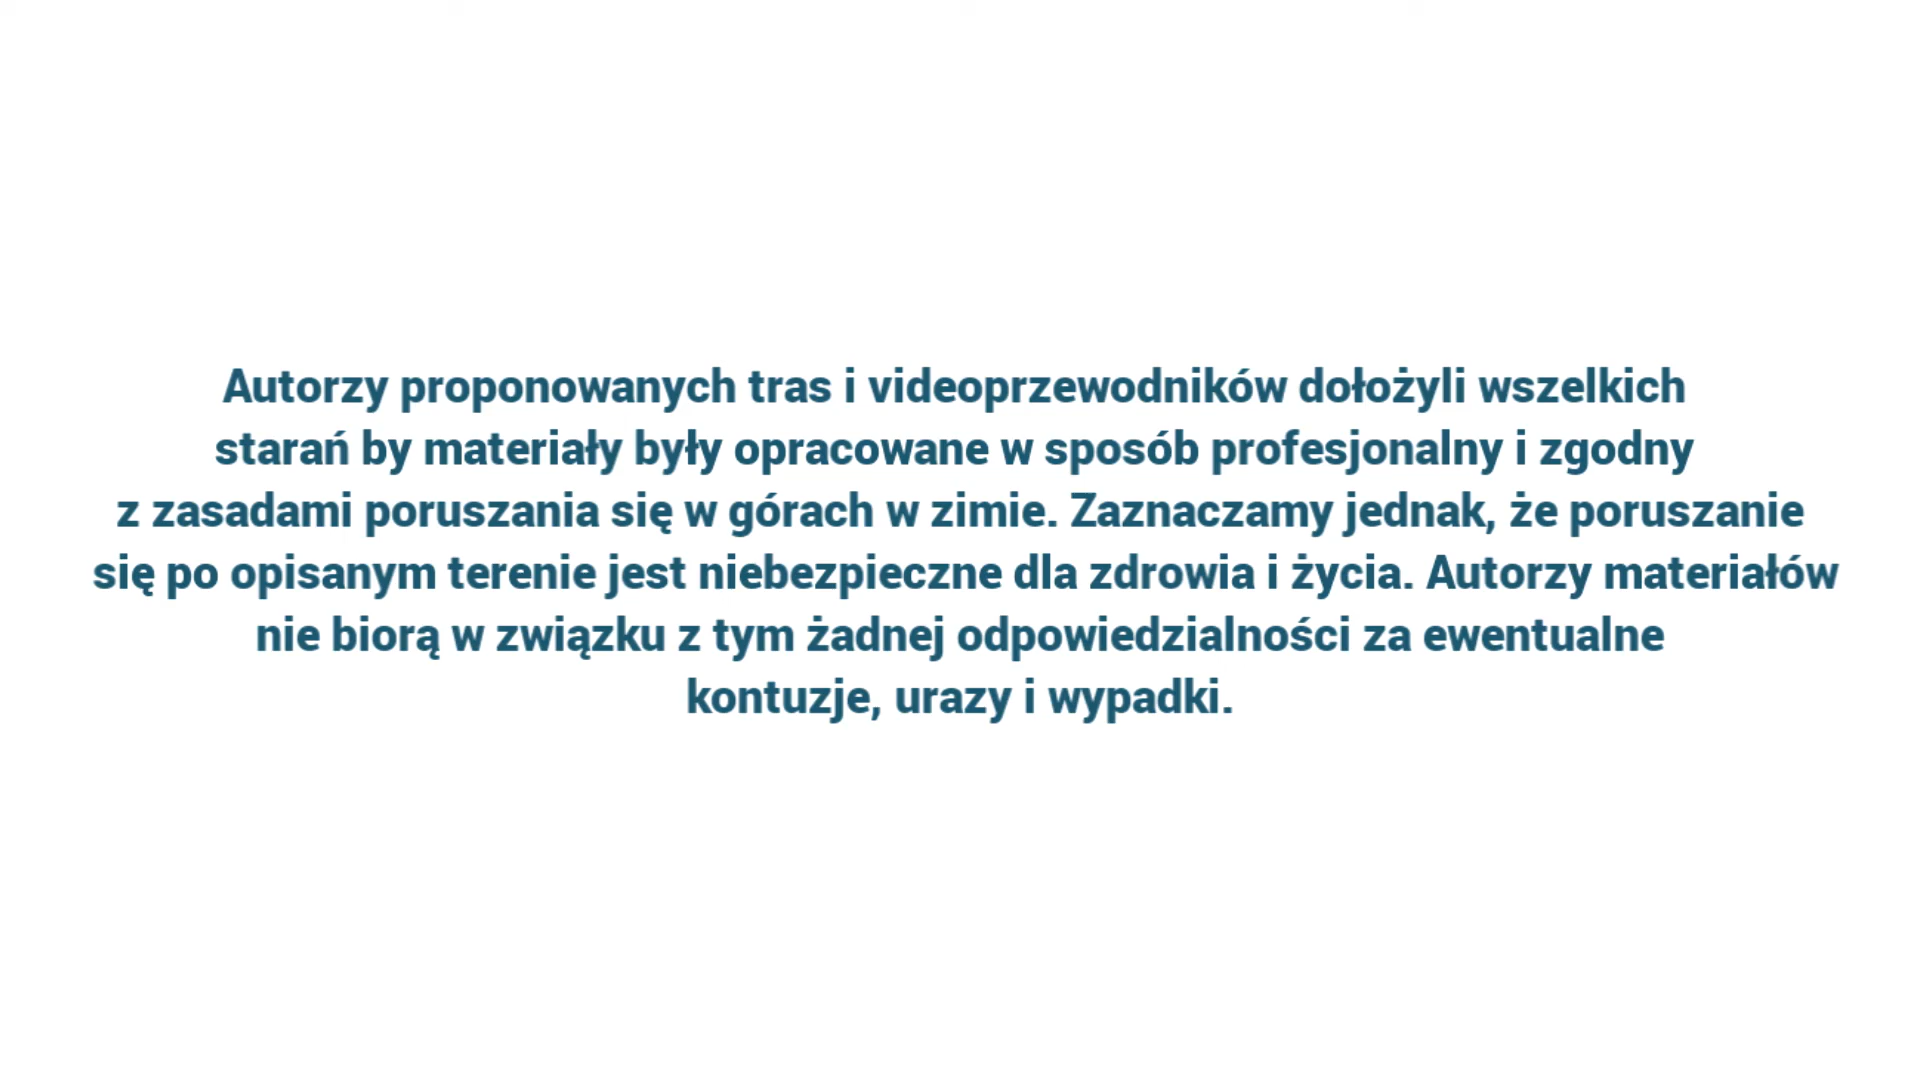 Autorzy proponowanych tras i videoprzewodników dołożyli wszelkich
starań by materiały były opracowane w sposób profesjonalny i zgodny
z zasadami poruszania się w górach w zimie. Zaznaczamy jednak, że poruszanie
się po opisanym terenie jest niebezpieczne dla zdrowia i życia. Autorzy materiałów
nie biorą w związku z tym żadnej odpowiedzialności za ewentualne
kontuzje, urazy i wypadki.